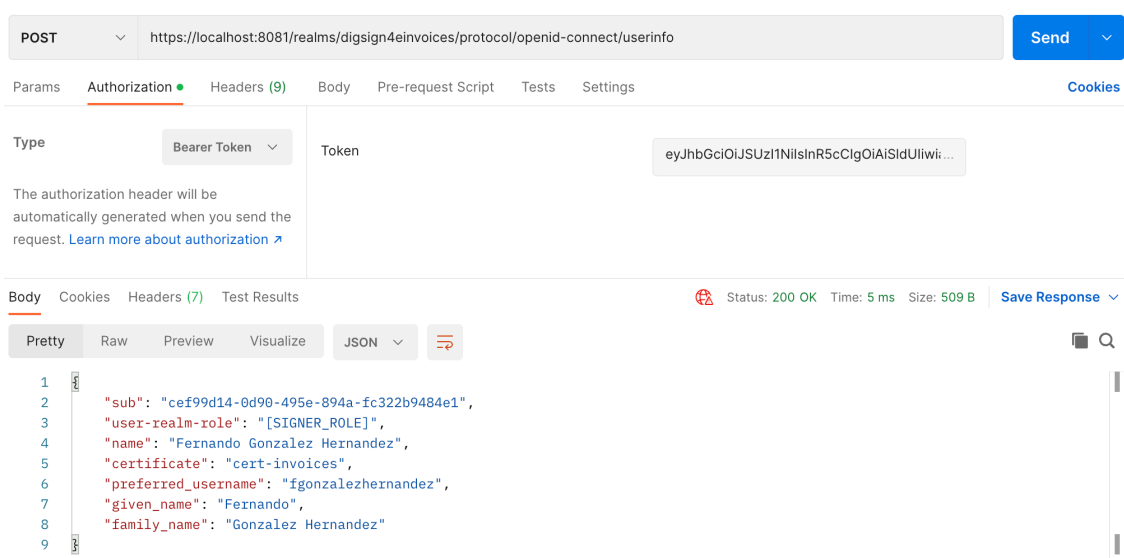 POST https://localhost:8081/realms/digsign4einvoices/protocol/openid-connect/userinfo Send
Params Authorization Headers (9) Body Pre-request Script Tests Settings Cookies
Type Bearer Token Token eyJhbGciOiJSUzI1NiIsInR5cCIgOiAiSldUIiwia...
The authorization header will be
automatically generated when you send the
request. Learn more about authorization ↗
Body Cookies Headers (7) Test Results Status: 200 OK Time: 5 ms Size: 509 B Save Response
Pretty Raw Preview Visualize JSON
1 {
2 "sub": "cef99d14-0d90-495e-894a-fc322b9484e1",
3 "user-realm-role": "[SIGNER_ROLE]",
4 "name": "Fernando Gonzalez Hernandez",
5 "certificate": "cert-invoices",
6 "preferred_username": "fgonzalezhernandez",
7 "given_name": "Fernando",
8 "family_name": "Gonzalez Hernandez"
9 }